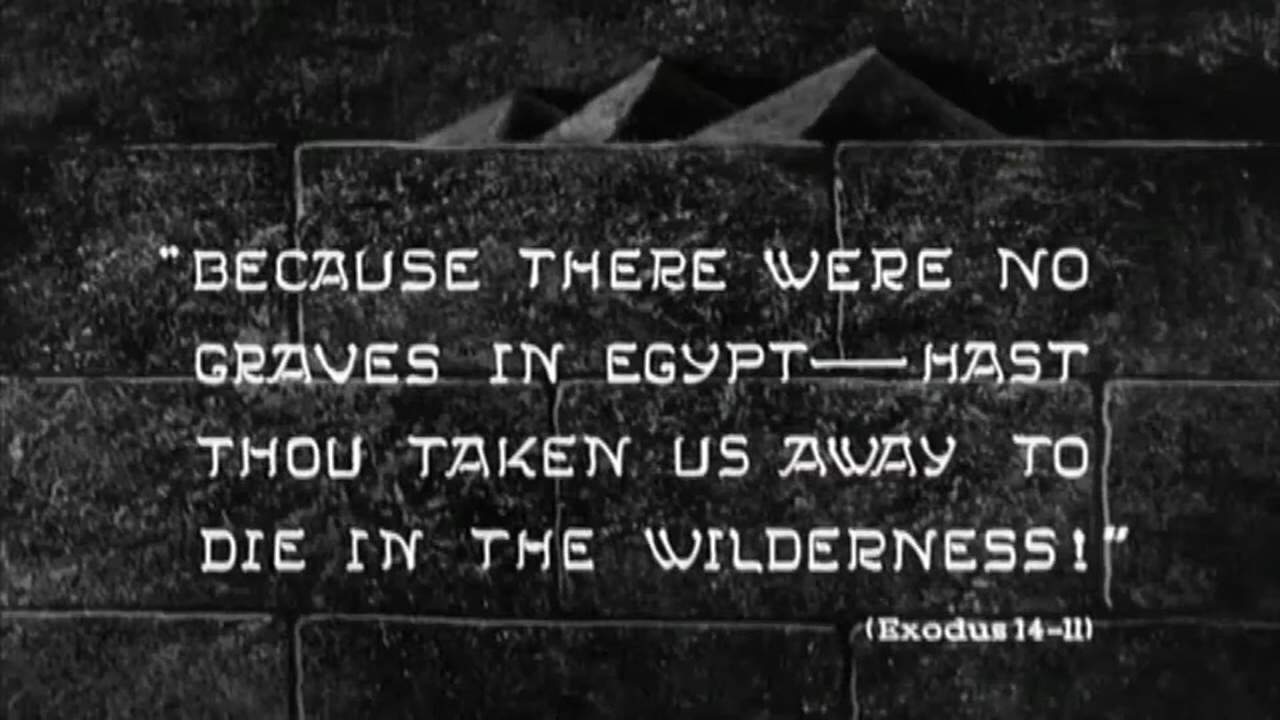 "BECAUSE THERE WERE NO
GRAVES IN EGYPT—HAST
THOU TAKEN US AWAY TO
DIE IN THE WILDERNESS!"
(Exodus 14-11)